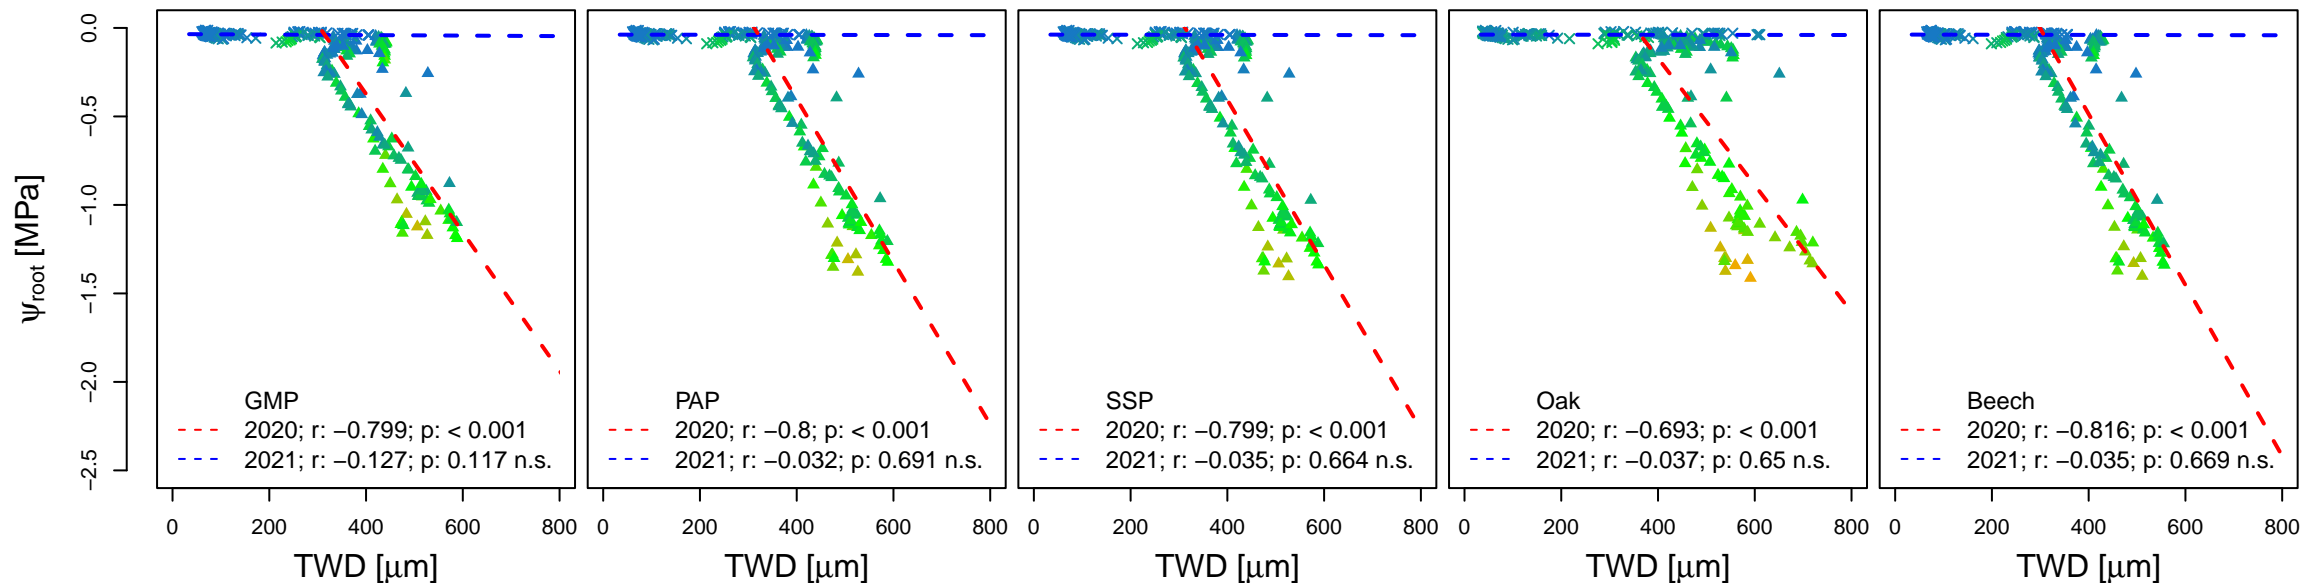 ψroot [MPa]
0.0
−0.5
−1.0
−1.5
−2.0
−2.5
GMP
2020; r: −0.799; p: < 0.001
2021; r: −0.127; p: 0.117 n.s.
0 200 400 600 800
TWD [μm]
PAP
2020; r: −0.8; p: < 0.001
2021; r: −0.032; p: 0.691 n.s.
0 200 400 600 800
TWD [μm]
SSP
2020; r: −0.799; p: < 0.001
2021; r: −0.035; p: 0.664 n.s.
0 200 400 600 800
TWD [μm]
Oak
2020; r: −0.693; p: < 0.001
2021; r: −0.037; p: 0.65 n.s.
0 200 400 600 800
TWD [μm]
Beech
2020; r: −0.816; p: < 0.001
2021; r: −0.035; p: 0.669 n.s.
0 200 400 600 800
TWD [μm]